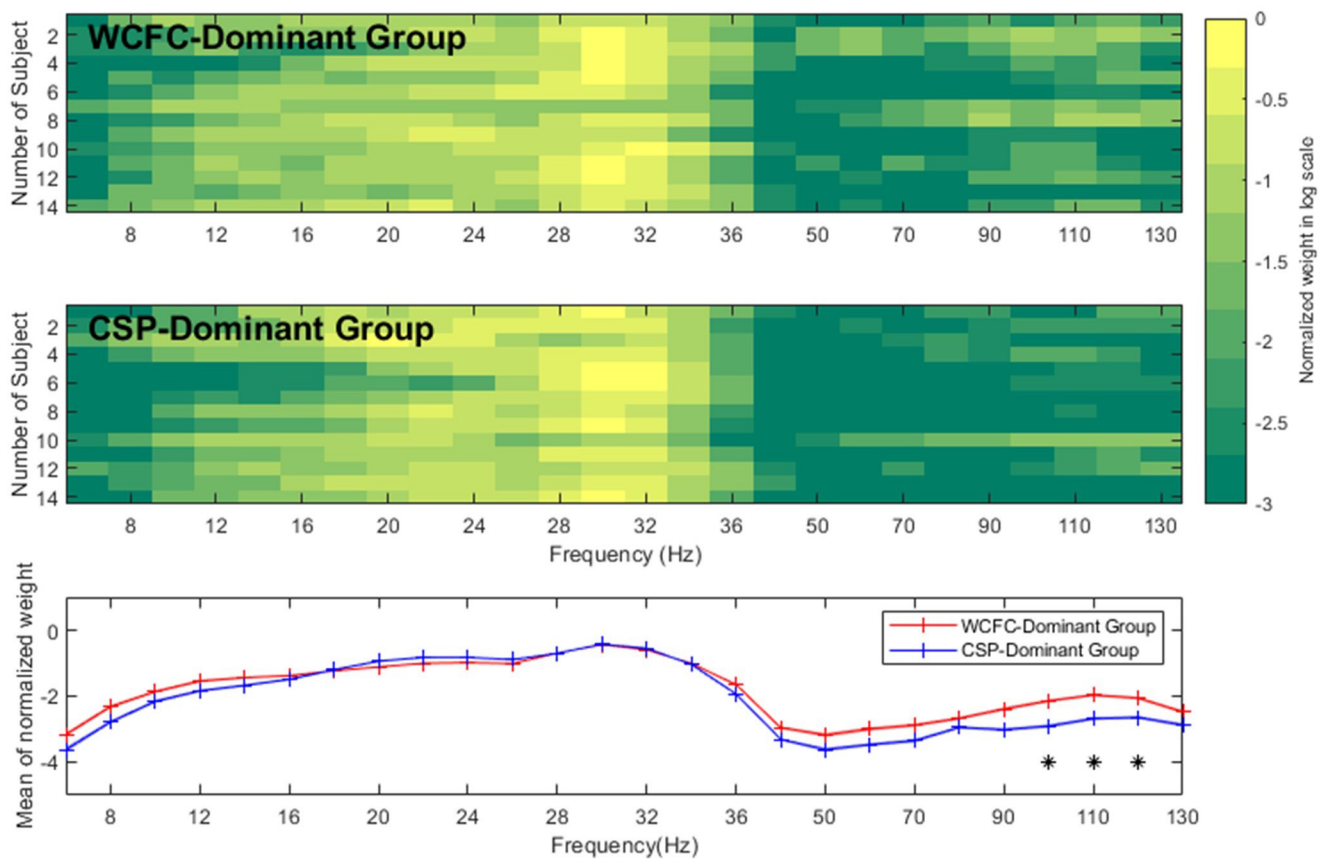 WCFC-Dominant Group
Number of Subject
2
4
6
8
10
12
14
8 12 16 20 24 28 30 32 36 50 70 90 110 130
CSP-Dominant Group
Number of Subject
2
4
6
8
10
12
14
8 12 16 20 24 28 30 32 36 50 70 90 110 130
Frequency (Hz)
0
-0.5
-1
-1.5
-2
-2.5
-3
Normalized weight in log scale
Mean of normalized weight
0
-2
-4
WCFC-Dominant Group
CSP-Dominant Group
* * *
8 12 16 20 24 28 30 32 36 50 70 90 110 130
Frequency(Hz)